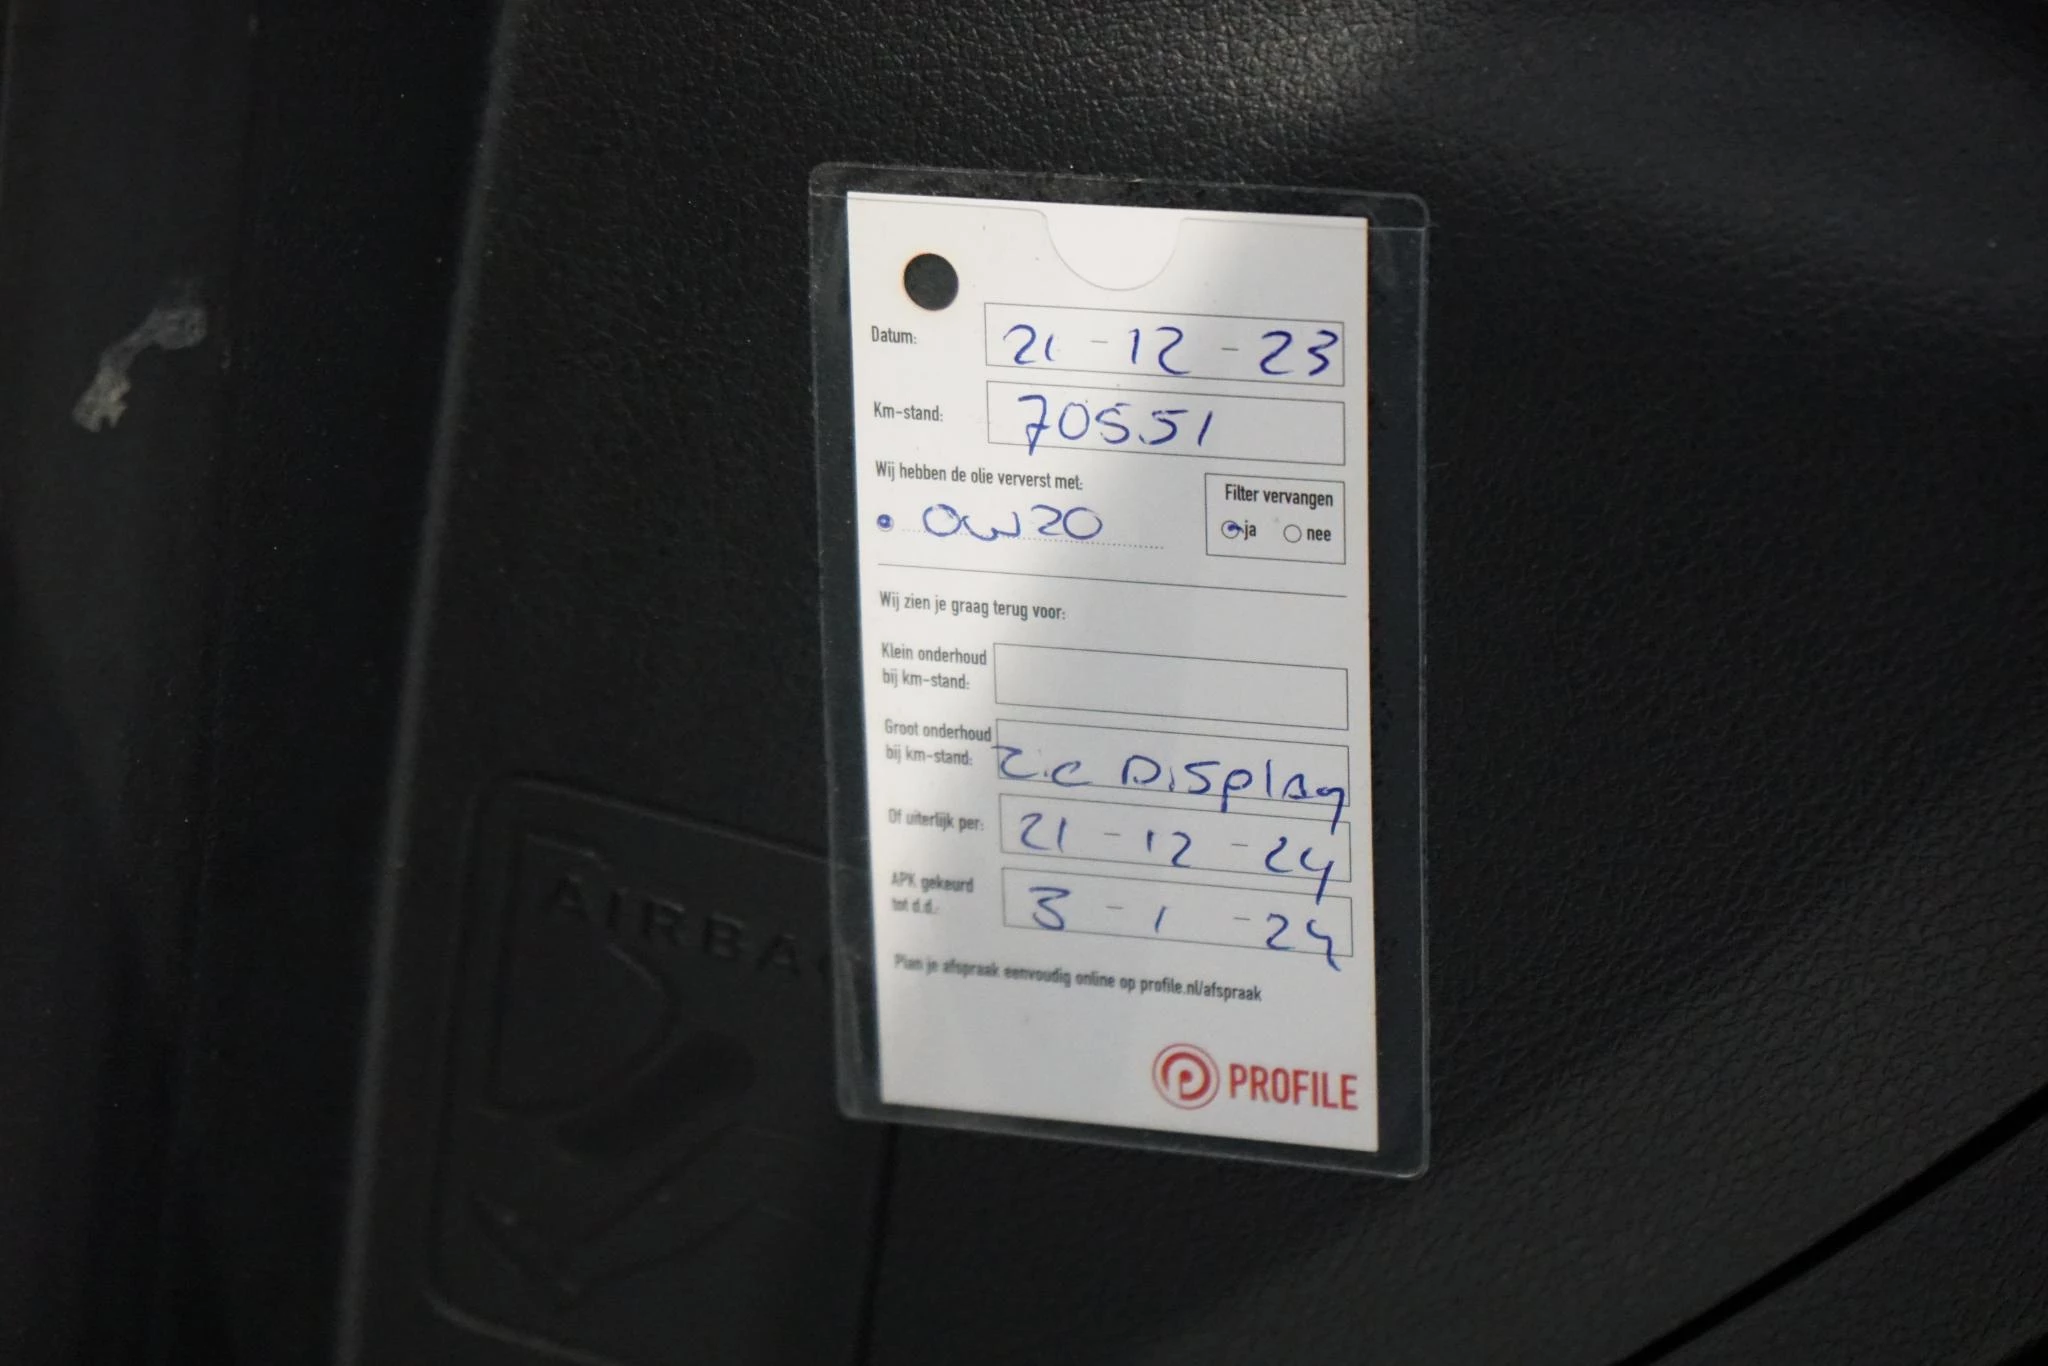 Datum: 21-12-23
Km-stand: 70551
Wij hebben de olie ververst met:
0W20
Filter vervangen
ja nee
Wij zien je graag terug voor:
Klein onderhoud
bij km-stand:
Groot onderhoud
bij km-stand: Z.c Display
Of uiterlijk per: 21-12-24
APK gekeurd
tot d.d.: 3-1-24
Plan je afspraak eenvoudig online op profile.nl/afspraak
PROFILE
AIRBAG